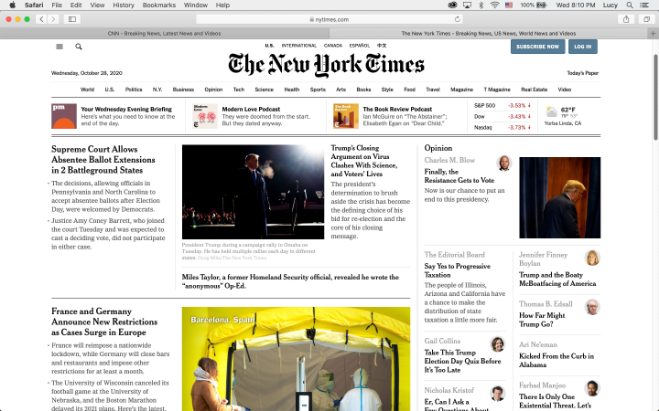 Safari File Edit View History Bookmarks Window Help
100% Wed 8:10 PM Lucy
nytimes.com
CNN - Breaking News, Latest News and Videos
The New York Times - Breaking News, US News, World News and Videos
U.S. INTERNATIONAL CANADA ESPAÑOL 中文
SUBSCRIBE NOW
LOG IN
The New York Times
Wednesday, October 28, 2020
Today's Paper
World U.S. Politics N.Y. Business Opinion Tech Science Health Sports Arts Books Style Food Travel Magazine T Magazine Real Estate Video
pm
Your Wednesday Evening Briefing
Here's what you need to know at the
end of the day.
Modern Love Podcast
They were doomed from the start.
But they dated anyway.
The Book Review Podcast
Ian McGuire on "The Abstainer";
Elisabeth Egan on "Dear Child."
S&P 500 -3.53% ↓
Dow -3.43% ↓
Nasdaq -3.73% ↓
62°F
Yorba Linda, CA
Supreme Court Allows
Absentee Ballot Extensions
in 2 Battleground States
• The decisions, allowing officials in
Pennsylvania and North Carolina to
accept absentee ballots after Election
Day, were welcomed by Democrats.
• Justice Amy Coney Barrett, who joined
the court Tuesday and was expected to
cast a deciding vote, did not participate
in either case.
President Trump during a campaign rally in Omaha on
Tuesday. He has held multiple rallies each day in different
states. Doug Mills/The New York Times
Trump's Closing
Argument on Virus
Clashes With Science,
and Voters' Lives
The president's
determination to brush
aside the crisis has become
the defining choice of his
bid for re-election and the
core of his closing
message.
Miles Taylor, a former Homeland Security official, revealed he wrote the
"anonymous" Op-Ed.
France and Germany
Announce New Restrictions
as Cases Surge in Europe
• France will reimpose a nationwide
lockdown, while Germany will close bars
and restaurants and impose other
restrictions for at least a month.
• The University of Wisconsin canceled its
football game at the University of
Nebraska, and the Boston Marathon
delayed its 2021 plans. Here's the latest.
Barcelona, Spain
Opinion
Charles M. Blow
Finally, the
Resistance Gets to Vote
Now is our chance to put an
end to this presidency.
The Editorial Board
Say Yes to Progressive
Taxation
The people of Illinois,
Arizona and California have
a chance to make the
distribution of state
taxation a little more fair.
Gail Collins
Take This Trump
Election Day Quiz Before
It's Too Late
Nicholas Kristof
Er, Can I Ask a
Few Questions About
Jennifer Finney
Boylan
Trump and the Boaty
McBoatfacing of America
Thomas B. Edsall
How Far Might
Trump Go?
Ari Ne'eman
Kicked From the Curb in
Alabama
Farhad Manjoo
There Is Only One
Existential Threat. Let's